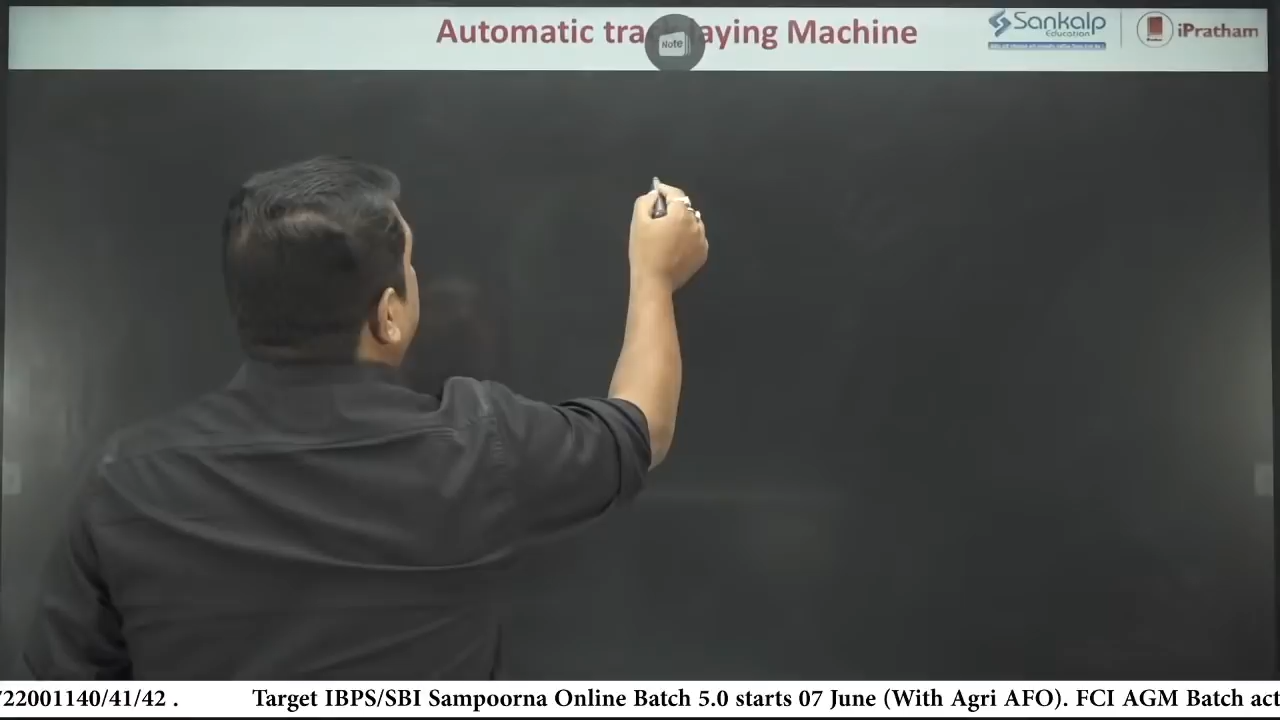 Automatic tra aying Machine
Note
Sankalp
Education
iPratham
722001140/41/42 . Target IBPS/SBI Sampoorna Online Batch 5.0 starts 07 June (With Agri AFO). FCI AGM Batch act